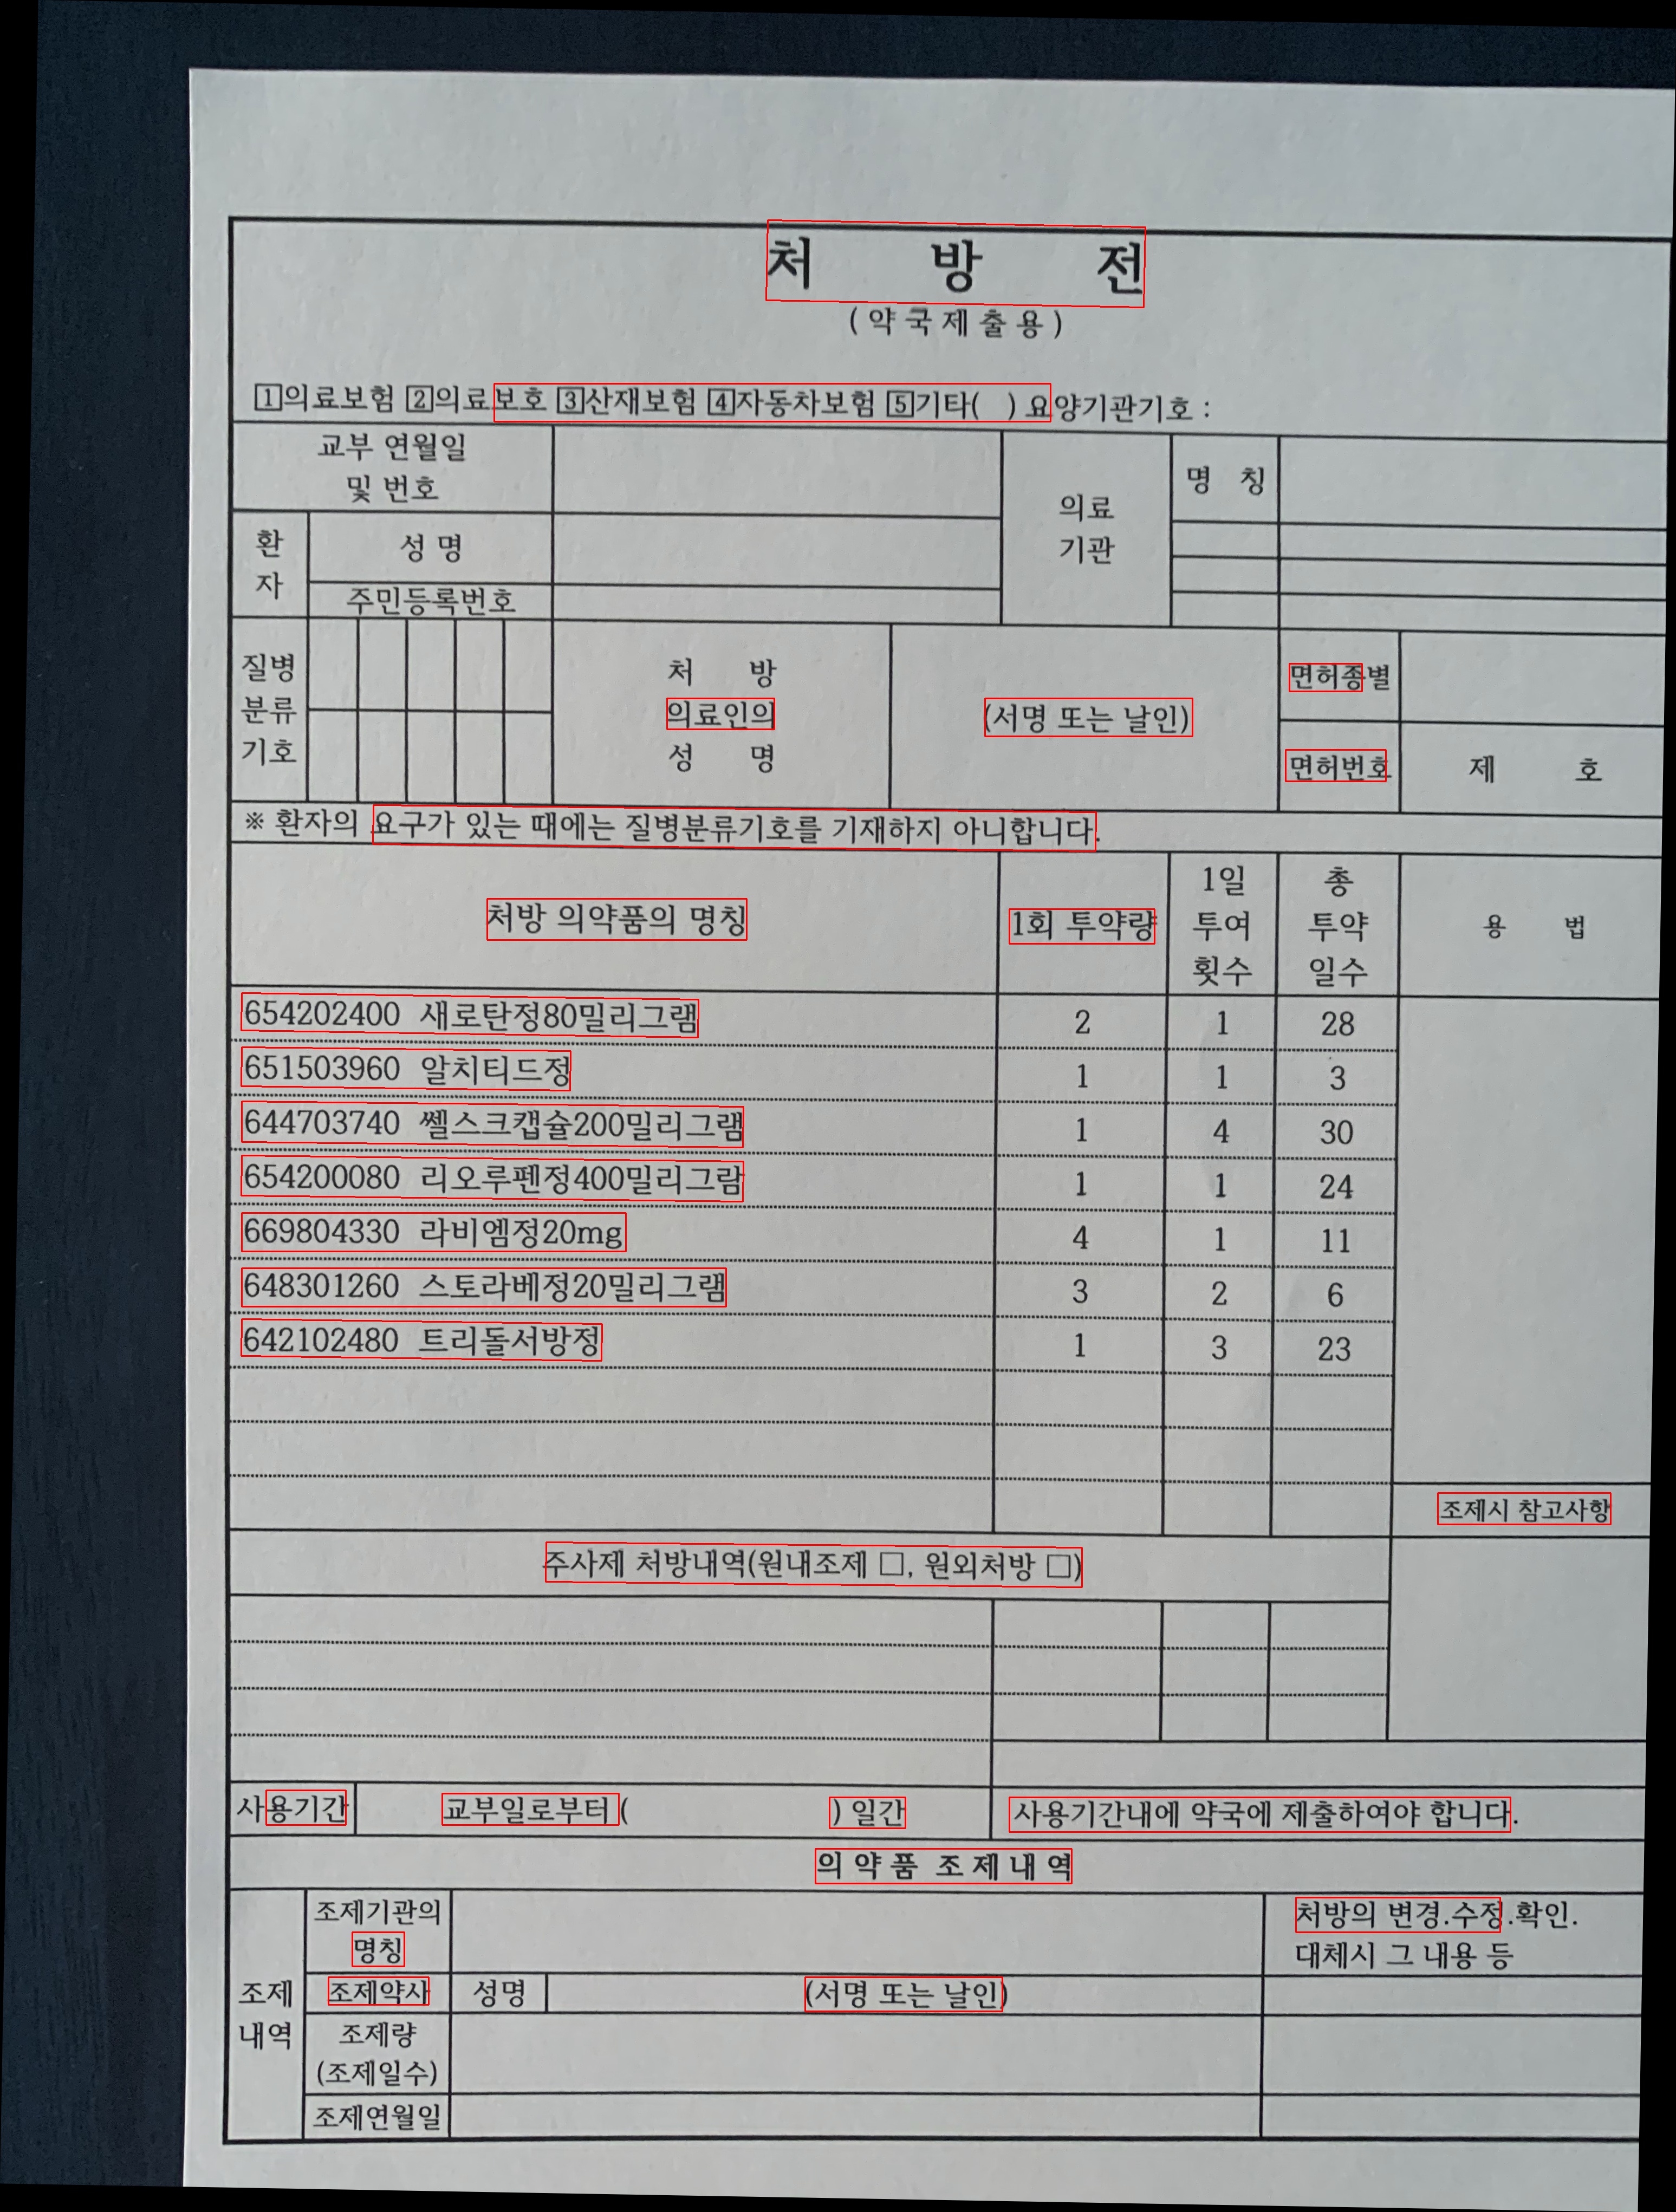 처 방 전
(약국제출용)
1의료보험 2의료보호 3산재보험 4자동차보험 5기타( ) 요양기관기호 :
교부 연월일
및 번호
의료
기관
명 칭
환
자
성 명
주민등록번호
질병
분류
기호
처 방
의료인의
성 명
(서명 또는 날인)
면허종별
면허번호
제 호
※ 환자의 요구가 있는 때에는 질병분류기호를 기재하지 아니합니다.
처방 의약품의 명칭
1회 투약량
1일
투여
횟수
총
투약
일수
용 법
654202400 새로탄정80밀리그램 2 1 28
651503960 알치티드정 1 1 3
644703740 쎌스크캡슐200밀리그램 1 4 30
654200080 리오루펜정400밀리그람 1 1 24
669804330 라비엠정20mg 4 1 11
648301260 스토라베정20밀리그램 3 2 6
642102480 트리돌서방정 1 3 23
조제시 참고사항
주사제 처방내역(원내조제 □, 원외처방 □)
사용기간
교부일로부터 ( ) 일간
사용기간내에 약국에 제출하여야 합니다.
의약품 조제내역
조제
내역
조제기관의
명칭
처방의 변경.수정.확인.
대체시 그 내용 등
조제약사
성명
(서명 또는 날인)
조제량
(조제일수)
조제연월일